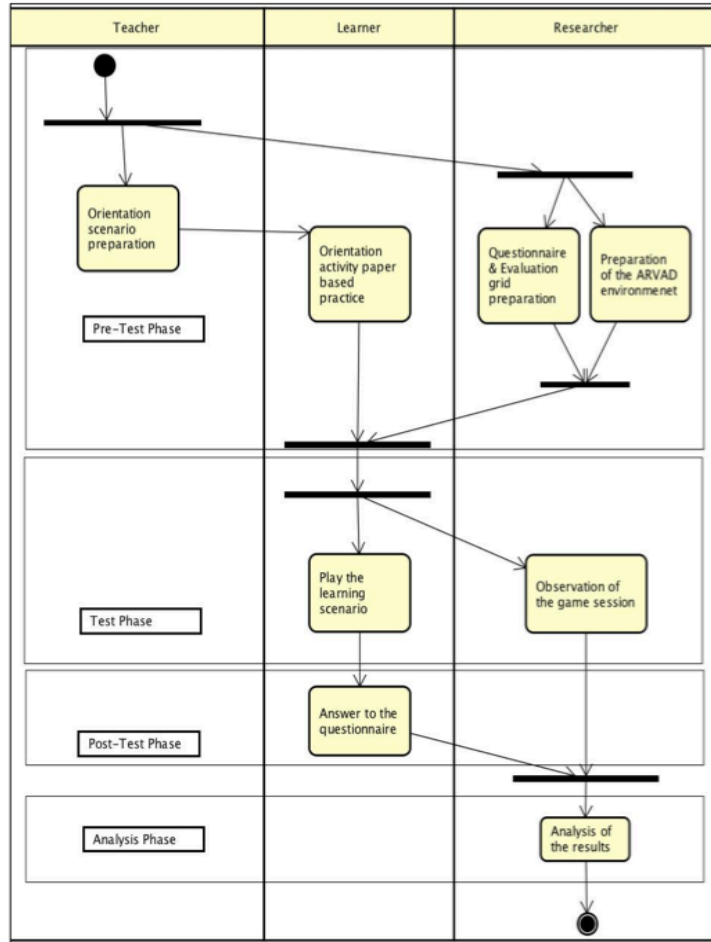 Teacher
Learner
Researcher
Orientation
scenario
preparation
Orientation
activity paper
based
practice
Questionnaire
& Evaluation
grid
preparation
Preparation
of the ARVAD
environmenet
Pre-Test Phase
Play the
learning
scenario
Observation of
the game session
Test Phase
Answer to the
questionnaire
Post-Test Phase
Analysis Phase
Analysis of
the results